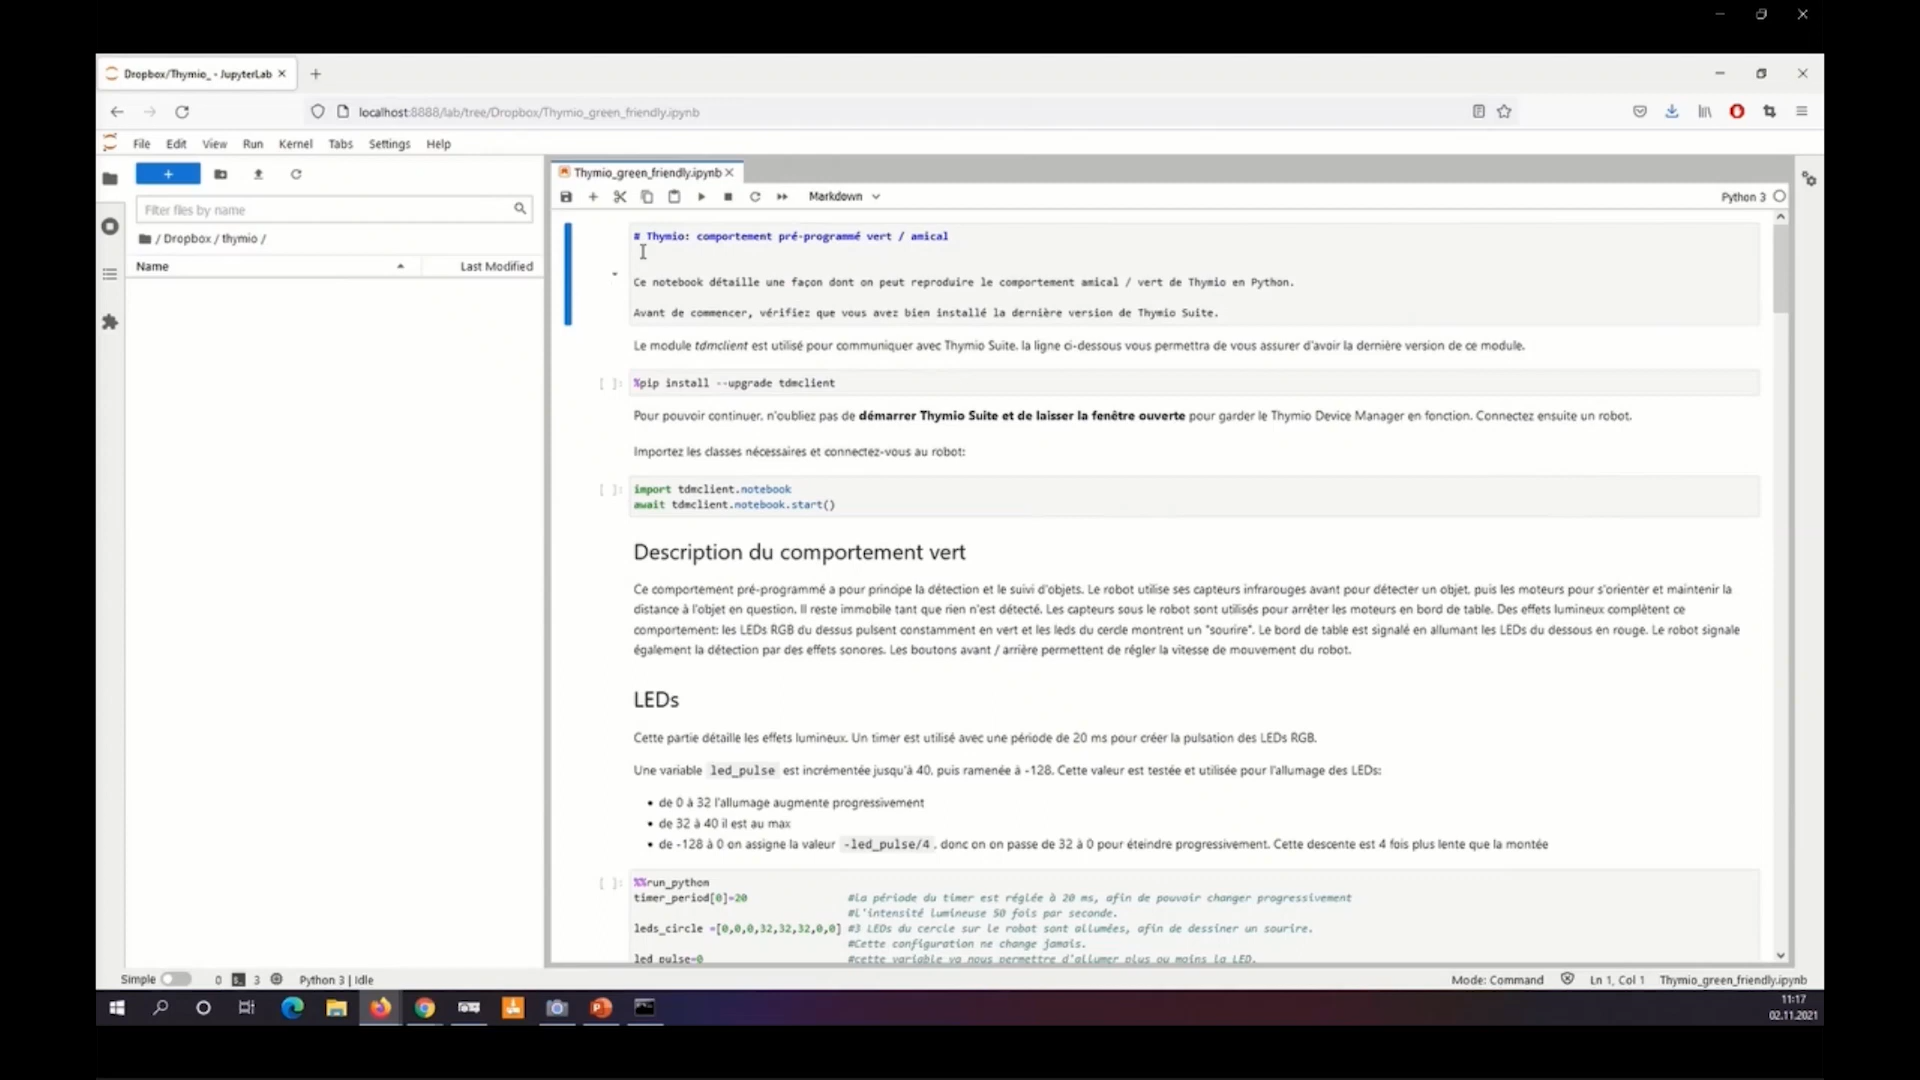 Dropbox/Thymio_ - JupyterLab
localhost:8888/lab/tree/Dropbox/Thymio_green_friendly.ipynb
File Edit View Run Kernel Tabs Settings Help
Filter files by name
/ Dropbox / thymio /
Name Last Modified
Thymio_green_friendly.ipynb
Markdown
Python 3
# Thymio: comportement pré-programmé vert / amical
Ce notebook détaille une façon dont on peut reproduire le comportement amical / vert de Thymio en Python.
Avant de commencer, vérifiez que vous avez bien installé la dernière version de Thymio Suite.
Le module tdmclient est utilisé pour communiquer avec Thymio Suite. la ligne ci-dessous vous permettra de vous assurer d'avoir la dernière version de ce module.
[ ]: %pip install --upgrade tdmclient
Pour pouvoir continuer, n'oubliez pas de démarrer Thymio Suite et de laisser la fenêtre ouverte pour garder le Thymio Device Manager en fonction. Connectez ensuite un robot.
Importez les classes nécessaires et connectez-vous au robot:
[ ]: import tdmclient.notebook
await tdmclient.notebook.start()
Description du comportement vert
Ce comportement pré-programmé a pour principe la détection et le suivi d'objets. Le robot utilise ses capteurs infrarouges avant pour détecter un objet, puis les moteurs pour s'orienter et maintenir la
distance à l'objet en question. Il reste immobile tant que rien n'est détecté. Les capteurs sous le robot sont utilisés pour arrêter les moteurs en bord de table. Des effets lumineux complètent ce
comportement: les LEDs RGB du dessus pulsent constamment en vert et les leds du cercle montrent un "sourire". Le bord de table est signalé en allumant les LEDs du dessous en rouge. Le robot signale
également la détection par des effets sonores. Les boutons avant / arrière permettent de régler la vitesse de mouvement du robot.
LEDs
Cette partie détaille les effets lumineux. Un timer est utilisé avec une période de 20 ms pour créer la pulsation des LEDs RGB.
Une variable led_pulse est incrémentée jusqu'à 40, puis ramenée à -128. Cette valeur est testée et utilisée pour l'allumage des LEDs:
• de 0 à 32 l'allumage augmente progressivement
• de 32 à 40 il est au max
• de -128 à 0 on assigne la valeur -led_pulse/4 , donc on on passe de 32 à 0 pour éteindre progressivement. Cette descente est 4 fois plus lente que la montée
[ ]: %%run_python
timer_period[0]=20 #La période du timer est réglée à 20 ms, afin de pouvoir changer progressivement
#L'intensité lumineuse 50 fois par seconde.
leds_circle =[0,0,0,32,32,32,0,0] #3 LEDs du cercle sur le robot sont allumées, afin de dessiner un sourire.
#Cette configuration ne change jamais.
led_pulse=0 #cette variable va nous permettre d'allumer plus ou moins la LED.
Simple 0 3 Python 3 | Idle Mode: Command Ln 1, Col 1 Thymio_green_friendly.ipynb
11:17
02.11.2021